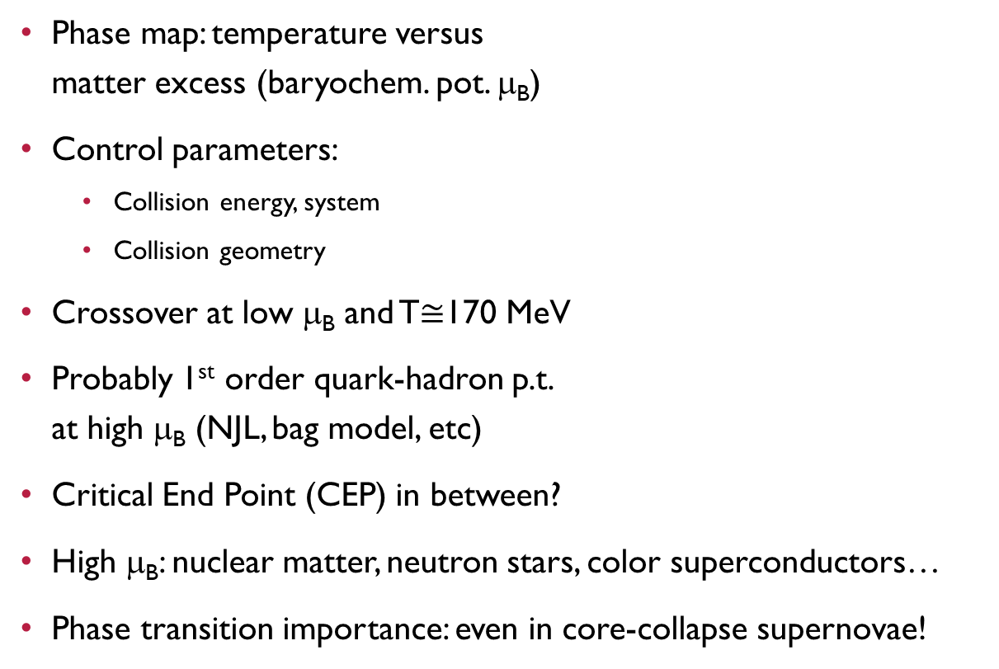 • Phase map: temperature versus
matter excess (baryochem. pot. μB)
• Control parameters:
• Collision energy, system
• Collision geometry
• Crossover at low μB and T≅170 MeV
• Probably 1st order quark-hadron p.t.
at high μB (NJL, bag model, etc)
• Critical End Point (CEP) in between?
• High μB: nuclear matter, neutron stars, color superconductors…
• Phase transition importance: even in core-collapse supernovae!